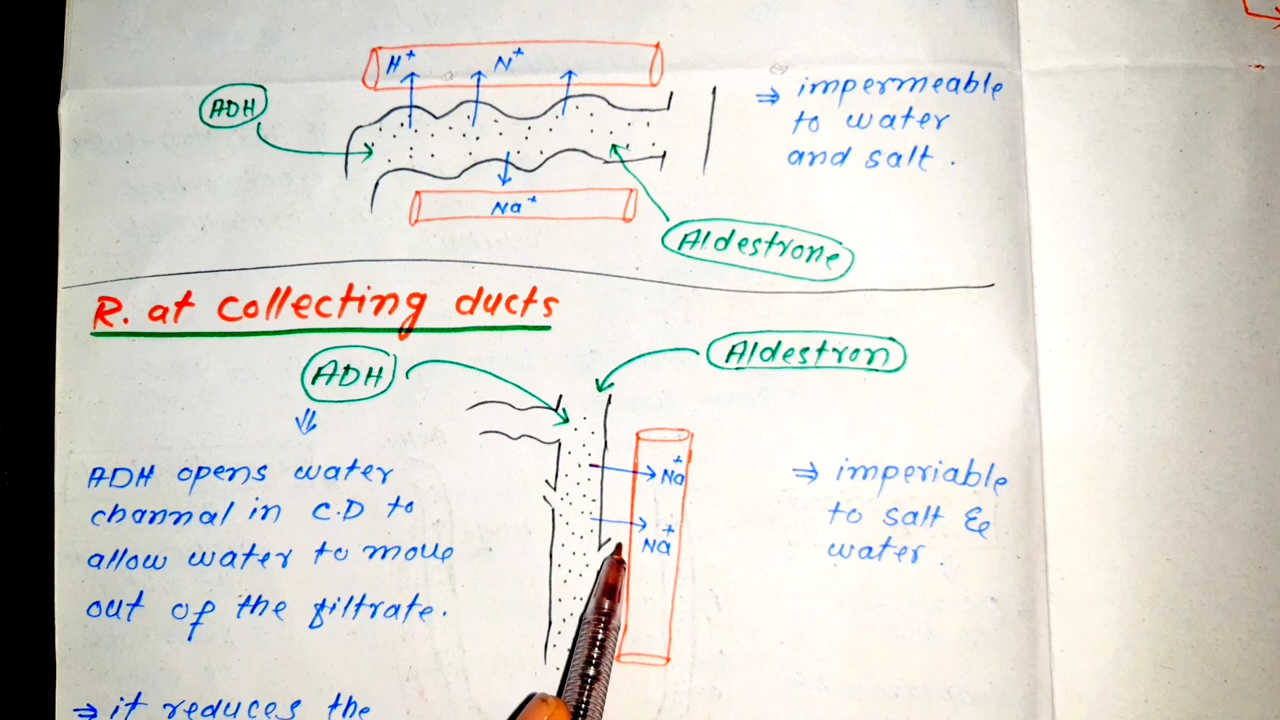 H+ N+
ADH
⇒ impermeable
to water
and salt.
Na+
Aldestrone
R. at collecting ducts
ADH
Aldestron
ADH opens water
channal in C.D to
allow water to move
out of the filtrate.
Na+
Na+
⇒ imperiable
to salt &
water.
⇒ it reduces the